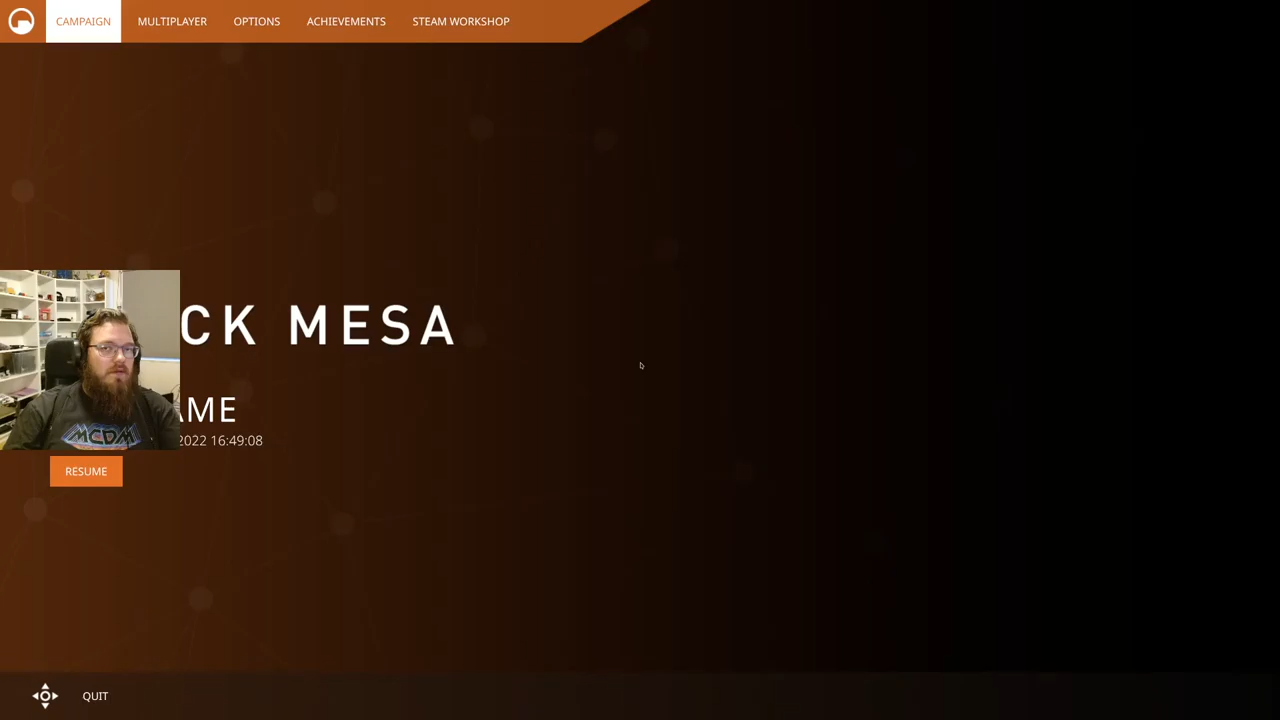 CAMPAIGN MULTIPLAYER OPTIONS ACHIEVEMENTS STEAM WORKSHOP
CK MESA
AME
2022 16:49:08
MCDM
RESUME
QUIT